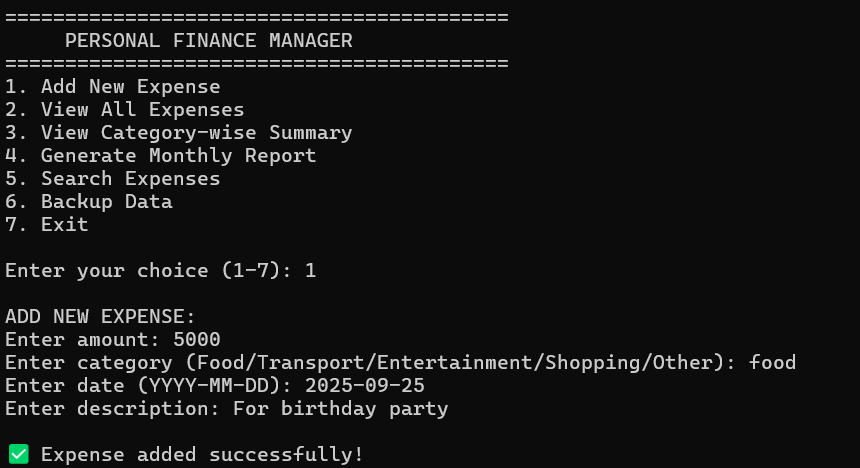 ==========================================
     PERSONAL FINANCE MANAGER
==========================================
1. Add New Expense
2. View All Expenses
3. View Category-wise Summary
4. Generate Monthly Report
5. Search Expenses
6. Backup Data
7. Exit

Enter your choice (1-7): 1

ADD NEW EXPENSE:
Enter amount: 5000
Enter category (Food/Transport/Entertainment/Shopping/Other): food
Enter date (YYYY-MM-DD): 2025-09-25
Enter description: For birthday party

✅ Expense added successfully!